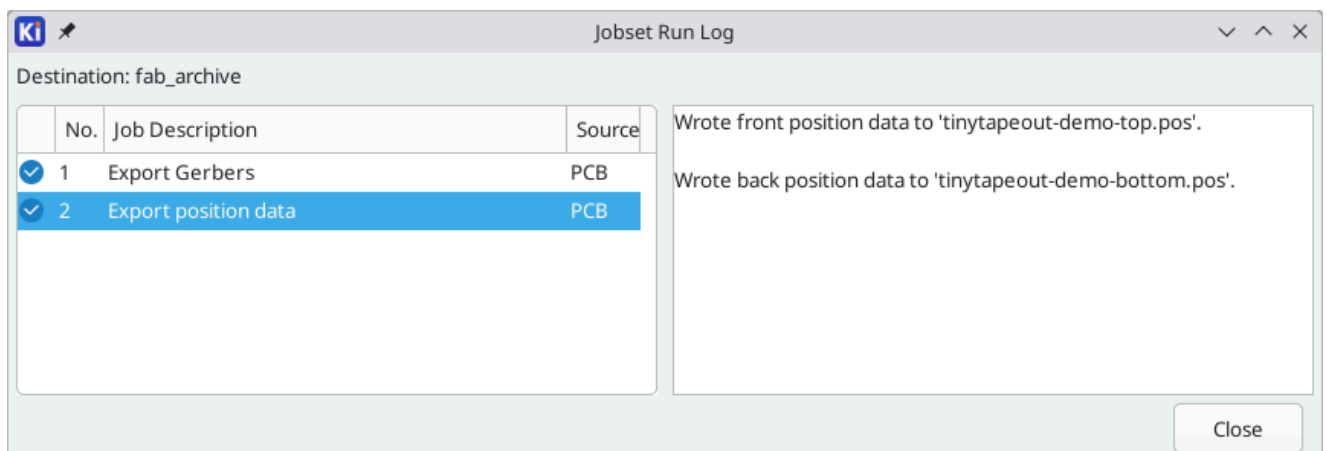 Ki
Jobset Run Log
Destination: fab_archive
No. Job Description Source
1 Export Gerbers PCB
2 Export position data PCB
Wrote front position data to 'tinytapeout-demo-top.pos'.
Wrote back position data to 'tinytapeout-demo-bottom.pos'.
Close